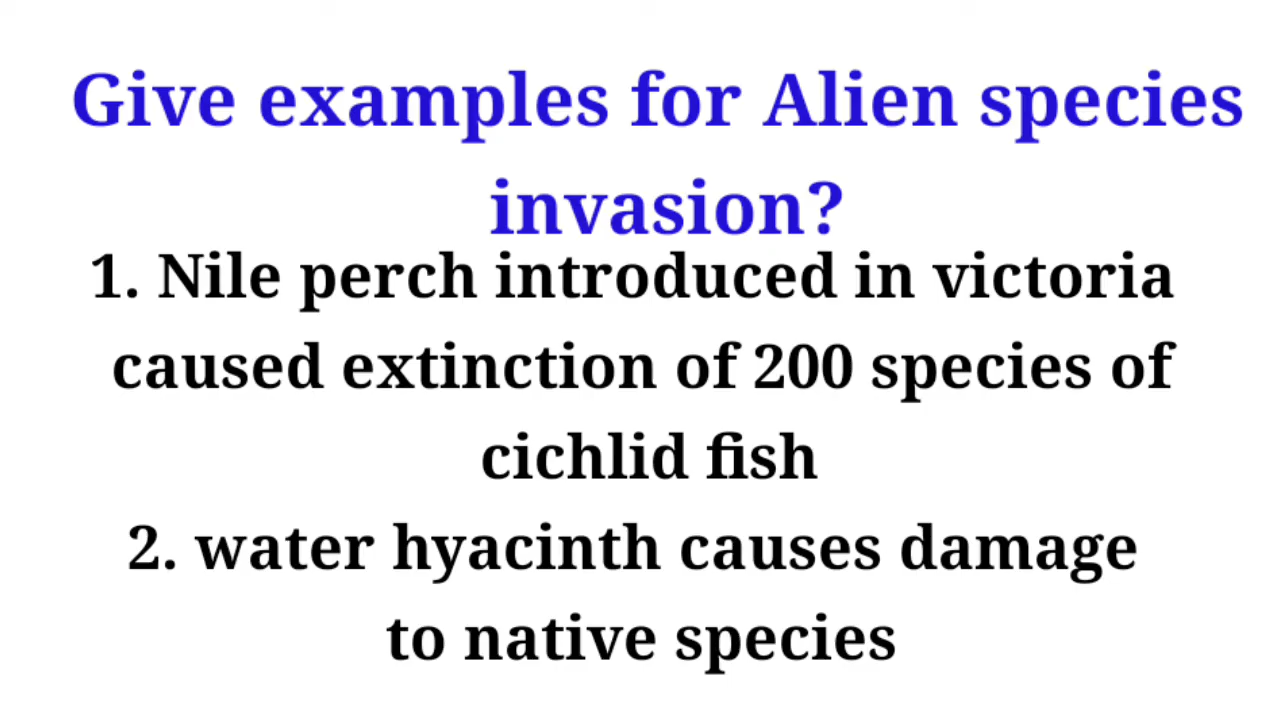 Give examples for Alien species
invasion?
1. Nile perch introduced in victoria
caused extinction of 200 species of
cichlid fish
2. water hyacinth causes damage
to native species